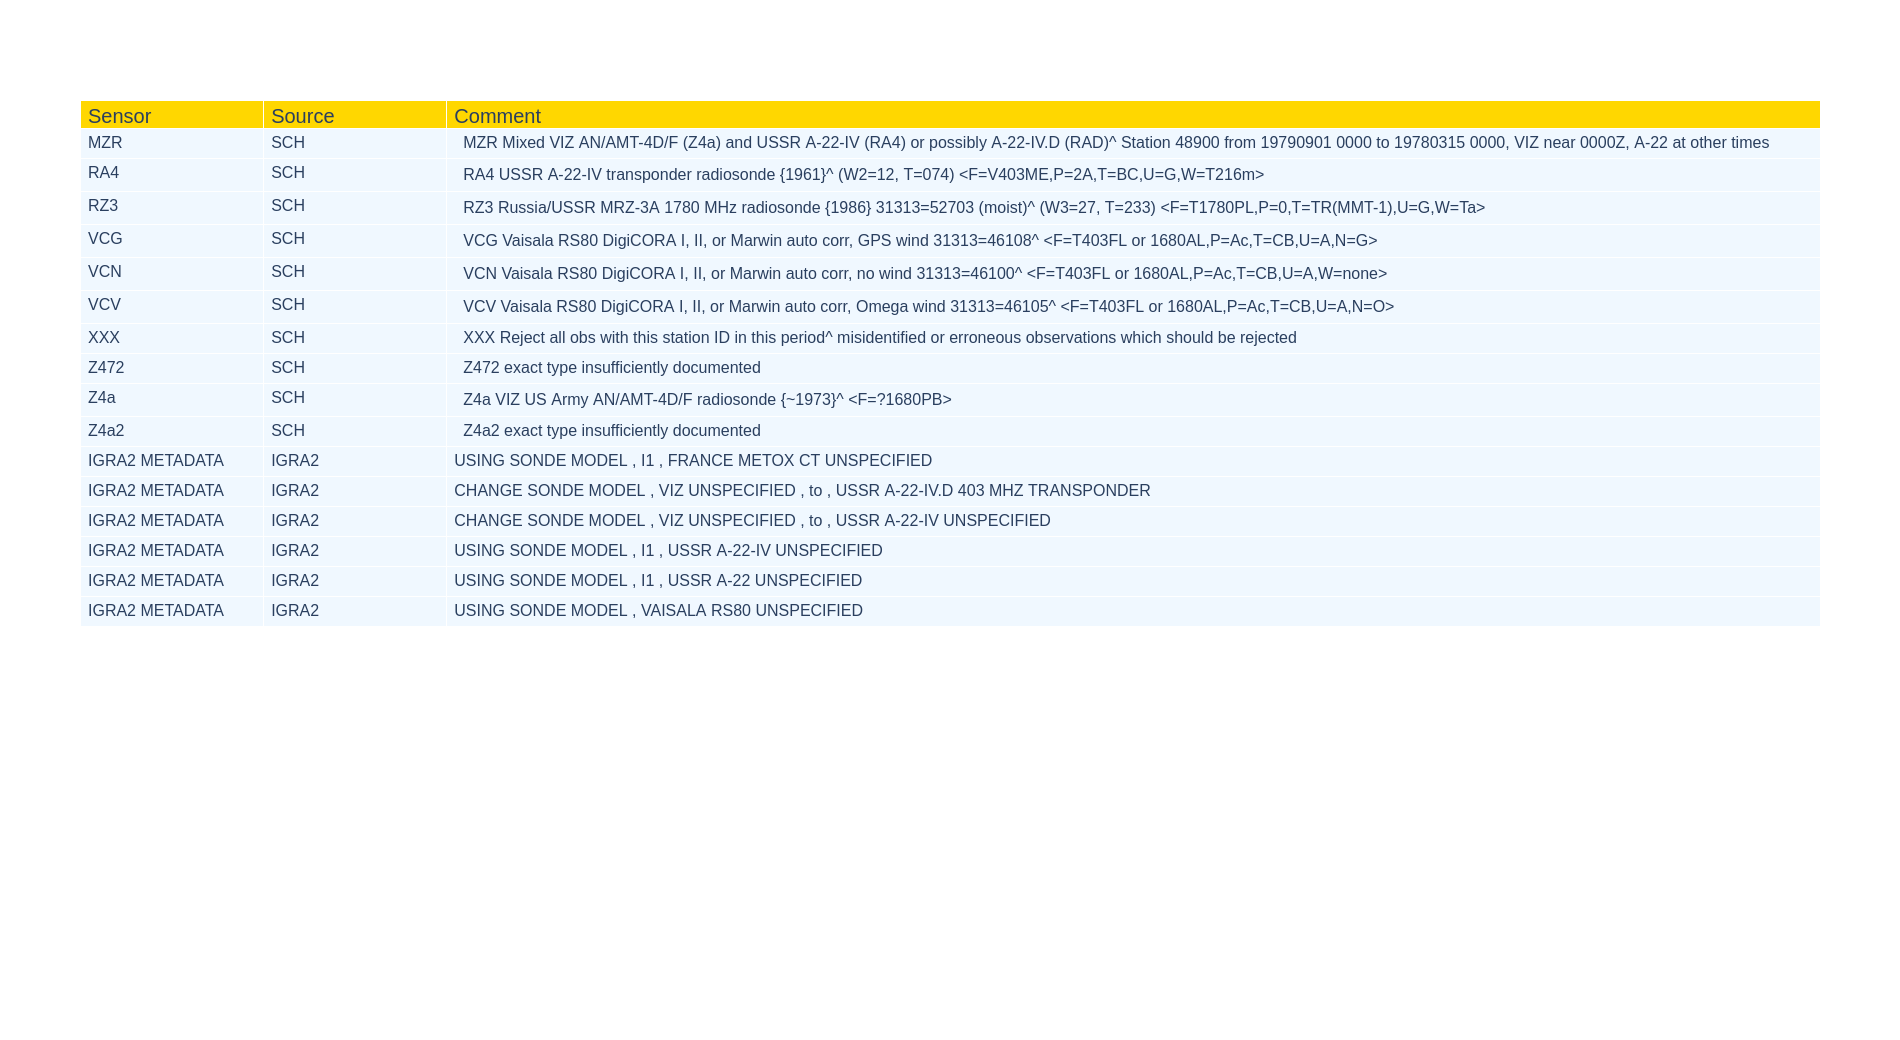 Sensor Source Comment
MZR SCH MZR Mixed VIZ AN/AMT-4D/F (Z4a) and USSR A-22-IV (RA4) or possibly A-22-IV.D (RAD)^ Station 48900 from 19790901 0000 to 19780315 0000, VIZ near 0000Z, A-22 at other times
RA4 SCH RA4 USSR A-22-IV transponder radiosonde {1961}^ (W2=12, T=074) <F=V403ME,P=2A,T=BC,U=G,W=T216m>
RZ3 SCH RZ3 Russia/USSR MRZ-3A 1780 MHz radiosonde {1986} 31313=52703 (moist)^ (W3=27, T=233) <F=T1780PL,P=0,T=TR(MMT-1),U=G,W=Ta>
VCG SCH VCG Vaisala RS80 DigiCORA I, II, or Marwin auto corr, GPS wind 31313=46108^ <F=T403FL or 1680AL,P=Ac,T=CB,U=A,N=G>
VCN SCH VCN Vaisala RS80 DigiCORA I, II, or Marwin auto corr, no wind 31313=46100^ <F=T403FL or 1680AL,P=Ac,T=CB,U=A,W=none>
VCV SCH VCV Vaisala RS80 DigiCORA I, II, or Marwin auto corr, Omega wind 31313=46105^ <F=T403FL or 1680AL,P=Ac,T=CB,U=A,N=O>
XXX SCH XXX Reject all obs with this station ID in this period^ misidentified or erroneous observations which should be rejected
Z472 SCH Z472 exact type insufficiently documented
Z4a SCH Z4a VIZ US Army AN/AMT-4D/F radiosonde {~1973}^ <F=?1680PB>
Z4a2 SCH Z4a2 exact type insufficiently documented
IGRA2 METADATA IGRA2 USING SONDE MODEL , I1 , FRANCE METOX CT UNSPECIFIED
IGRA2 METADATA IGRA2 CHANGE SONDE MODEL , VIZ UNSPECIFIED , to , USSR A-22-IV.D 403 MHZ TRANSPONDER
IGRA2 METADATA IGRA2 CHANGE SONDE MODEL , VIZ UNSPECIFIED , to , USSR A-22-IV UNSPECIFIED
IGRA2 METADATA IGRA2 USING SONDE MODEL , I1 , USSR A-22-IV UNSPECIFIED
IGRA2 METADATA IGRA2 USING SONDE MODEL , I1 , USSR A-22 UNSPECIFIED
IGRA2 METADATA IGRA2 USING SONDE MODEL , VAISALA RS80 UNSPECIFIED